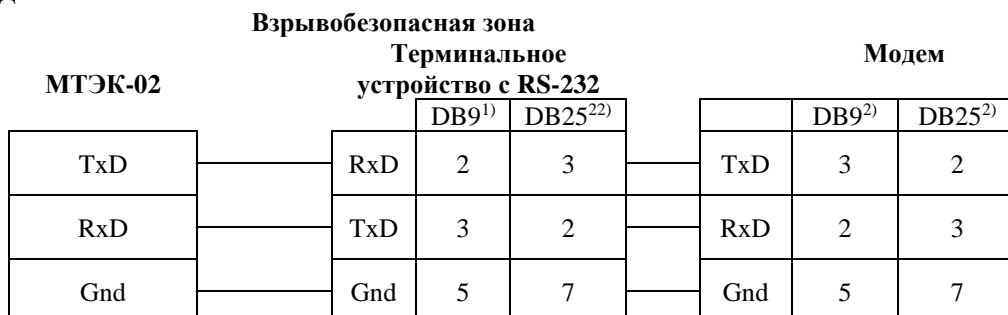 Взрывобезопасная зона
Терминальное Модем
МТЭК-02 устройство с RS-232
DB9¹⁾ DB25²²⁾ DB9²⁾ DB25²⁾
TxD RxD 2 3 TxD 3 2
RxD TxD 3 2 RxD 2 3
Gnd Gnd 5 7 Gnd 5 7